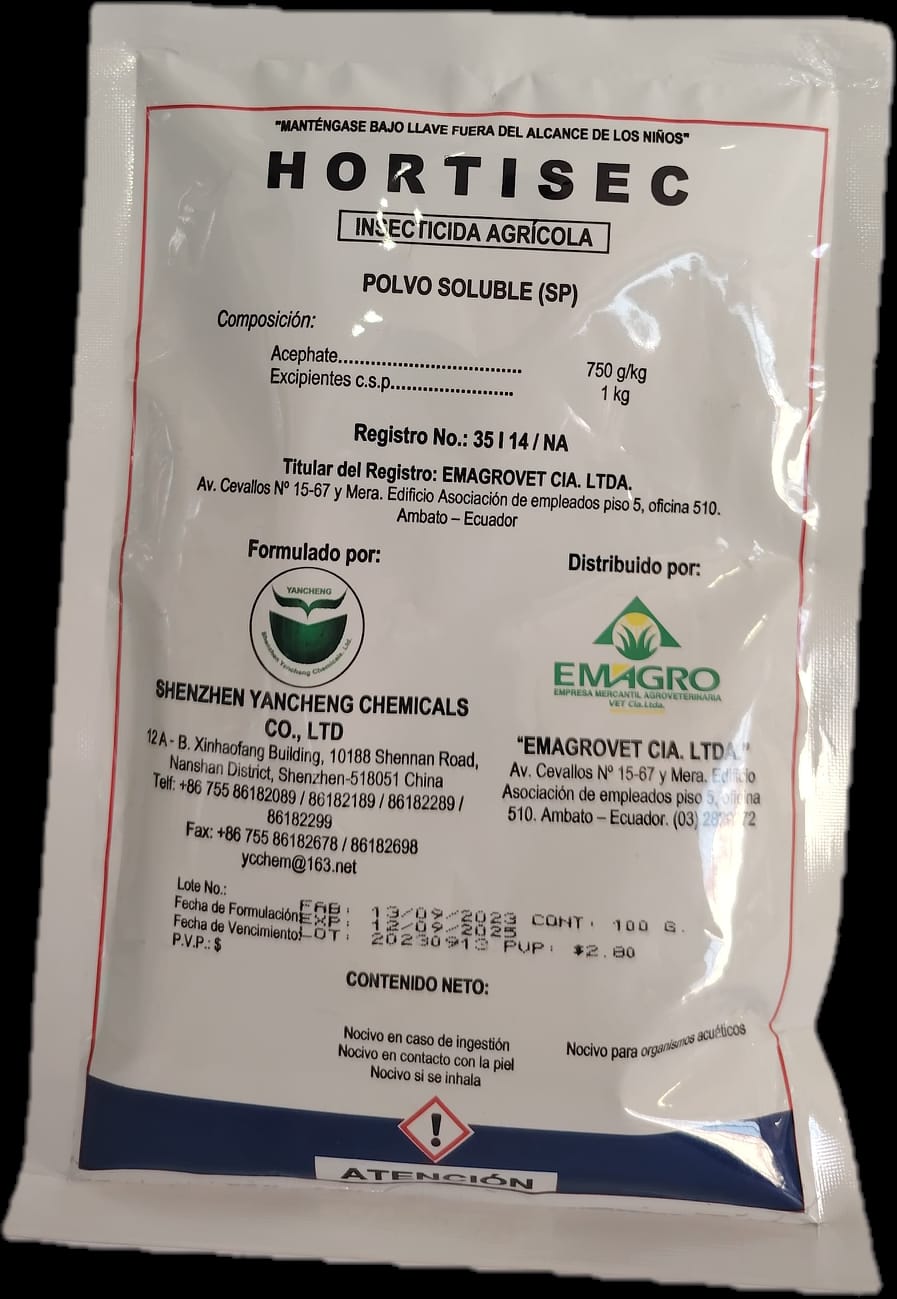 "MANTÉNGASE BAJO LLAVE FUERA DEL ALCANCE DE LOS NIÑOS"
HORTISEC
INSECTICIDA AGRÍCOLA
POLVO SOLUBLE (SP)
Composición:
Acephate.................................. 750 g/kg
Excipientes c.s.p....................... 1 kg
Registro No.: 35 I 14 / NA
Titular del Registro: EMAGROVET CIA. LTDA.
Av. Cevallos Nº 15-67 y Mera. Edificio Asociación de empleados piso 5, oficina 510.
Ambato – Ecuador
Formulado por:
YANCHENG
Shenzhen Yancheng Chemicals, Ltd.
SHENZHEN YANCHENG CHEMICALS
CO., LTD
12 A - B. Xinhaofang Building, 10188 Shennan Road,
Nanshan District, Shenzhen-518051 China
Telf: +86 755 86182089 / 86182189 / 86182289 /
86182299
Fax: +86 755 86182678 / 86182698
ycchem@163.net
Distribuido por:
EMAGRO
EMPRESA MERCANTIL AGROVETERINARIA
VET Cia. Ltda.
"EMAGROVET CIA. LTDA."
Av. Cevallos Nº 15-67 y Mera. Edificio
Asociación de empleados piso 5, oficina
510. Ambato – Ecuador. (03)
Lote No.:
Fecha de Formulación: FAB: 13/09/2023 CONT: 100 G.
Fecha de Vencimiento: EXP: 12/09/2025
P.V.P.: $ LOT: 20230913 PVP: $2.80
CONTENIDO NETO:
Nocivo en caso de ingestión
Nocivo en contacto con la piel
Nocivo si se inhala
Nocivo para organismos acuéticos
ATENCIÓN